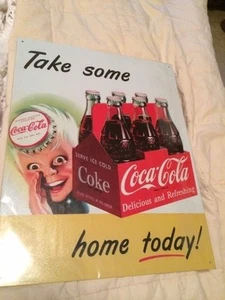 Take some
Coca-Cola
SERVE ICE COLD
Coke
Coca-Cola
Delicious and Refreshing
home today!